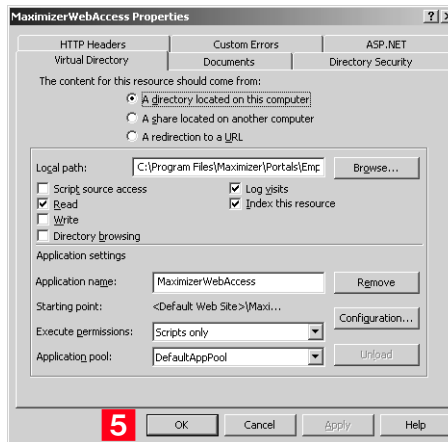 MaximizerWebAccess Properties
HTTP Headers Custom Errors ASP.NET
Virtual Directory Documents Directory Security
The content for this resource should come from:
A directory located on this computer
A share located on another computer
A redirection to a URL
Local path: C:\Program Files\Maximizer\Portals\Emp Browse...
Script source access Log visits
Read Index this resource
Write
Directory browsing
Application settings
Application name: MaximizerWebAccess Remove
Starting point: <Default Web Site>\Maxi...
Configuration...
Execute permissions: Scripts only
Application pool: DefaultAppPool Unload
5 OK Cancel Apply Help